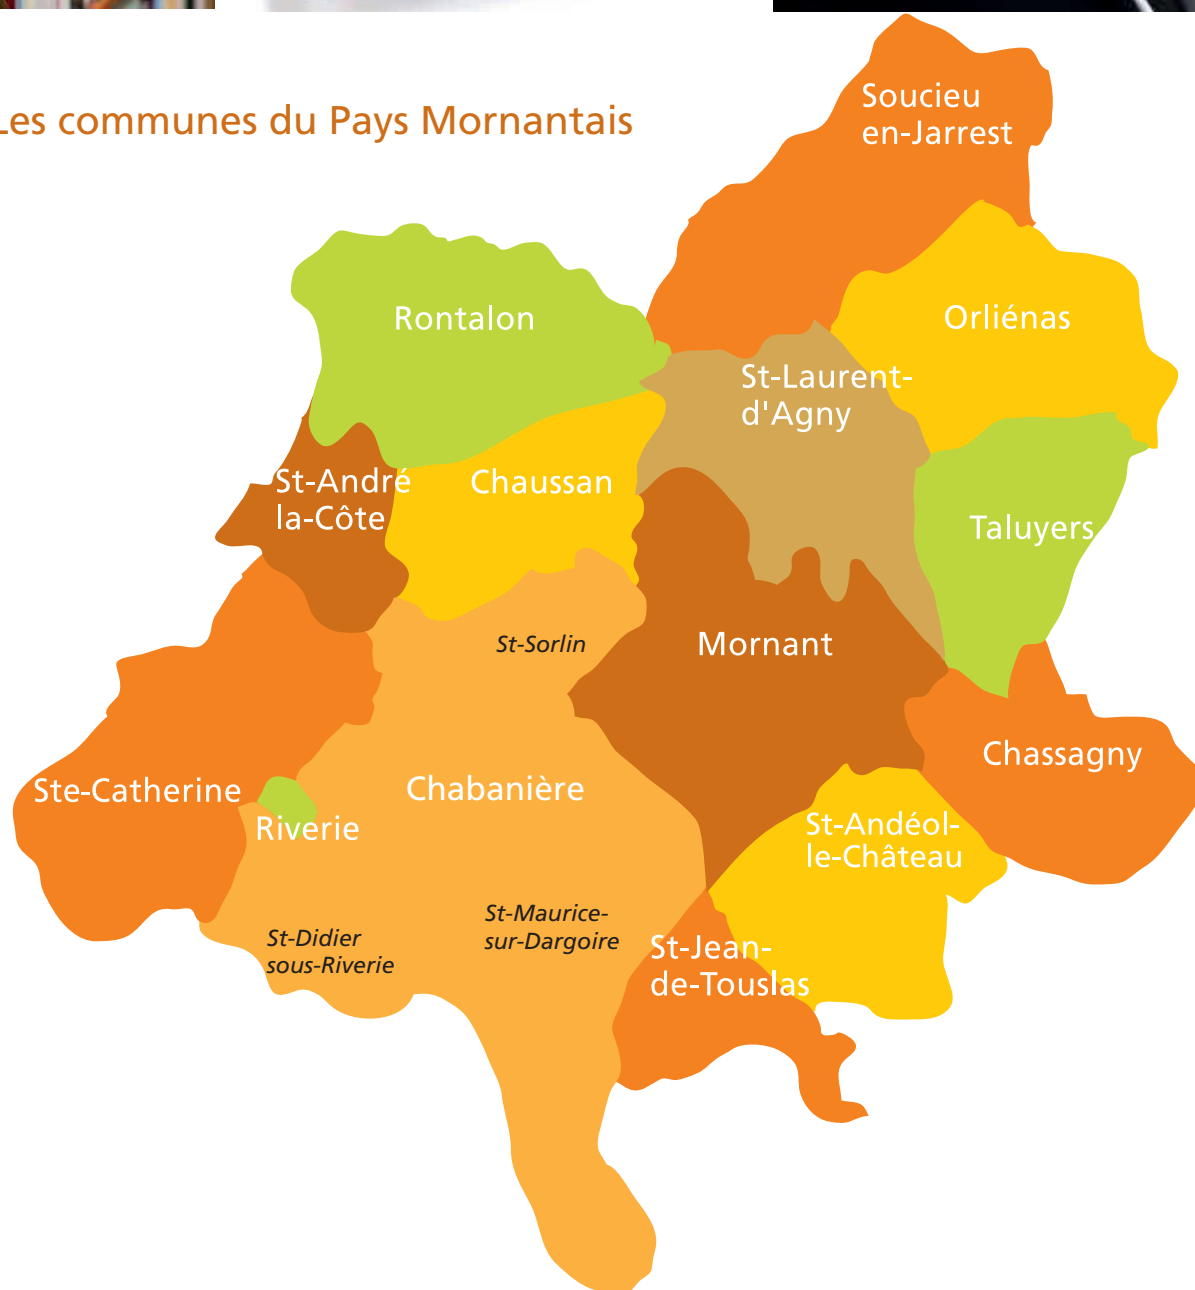 Les communes du Pays Mornantais
Soucieu
en-Jarrest
Rontalon
Orliénas
St-Laurent-
d'Agny
St-André
la-Côte
Chaussan
Taluyers
St-Sorlin
Mornant
Chassagny
Ste-Catherine
Chabanière
Riverie
St-Andéol-
le-Château
St-Didier
sous-Riverie
St-Maurice-
sur-Dargoire
St-Jean-
de-Touslas